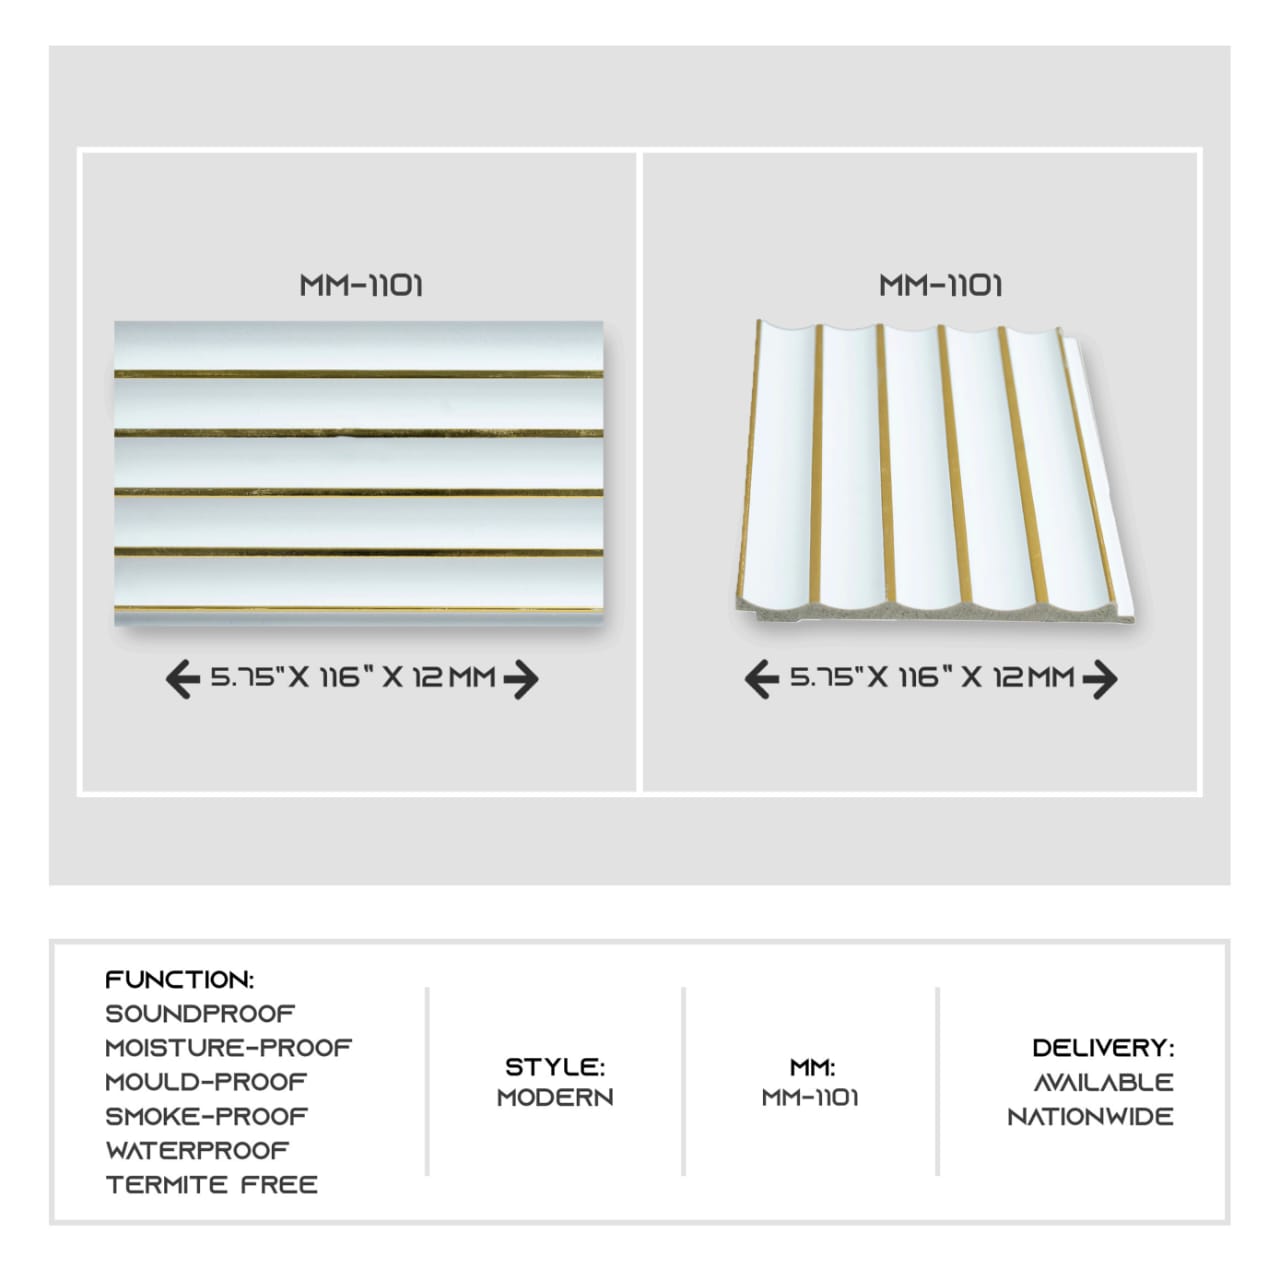 MM-1101
MM-1101
5.75"X 116" X 12MM
5.75"X 116" X 12MM
FUNCTION:
SOUNDPROOF
MOISTURE-PROOF
MOULD-PROOF
SMOKE-PROOF
WATERPROOF
TERMITE FREE
STYLE:
MODERN
MM:
MM-1101
DELIVERY:
AVAILABLE
NATIONWIDE